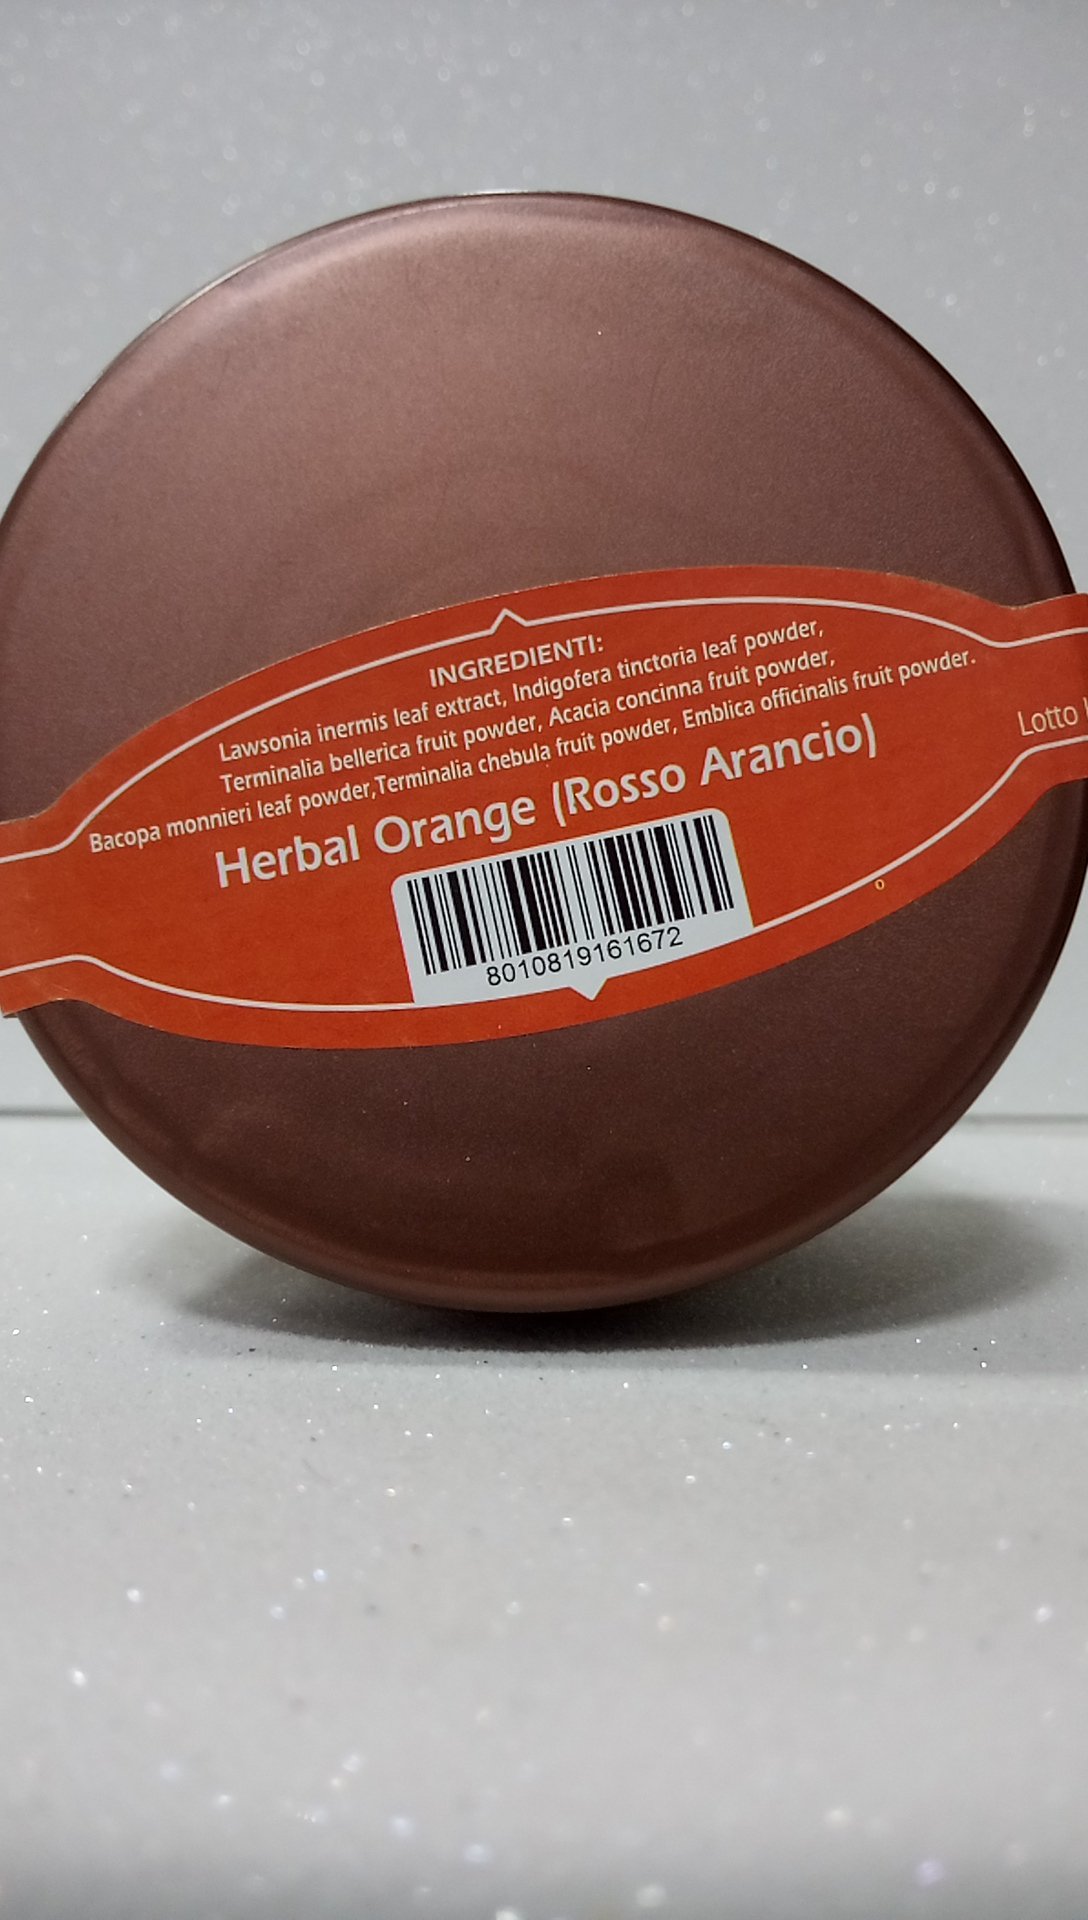 INGREDIENTI:
Lawsonia inermis leaf extract, Indigofera tinctoria leaf powder,
Terminalia bellerica fruit powder, Acacia concinna fruit powder,
Bacopa monnieri leaf powder,Terminalia chebula fruit powder, Emblica officinalis fruit powder.
Herbal Orange (Rosso Arancio)
8010819161672
Lotto